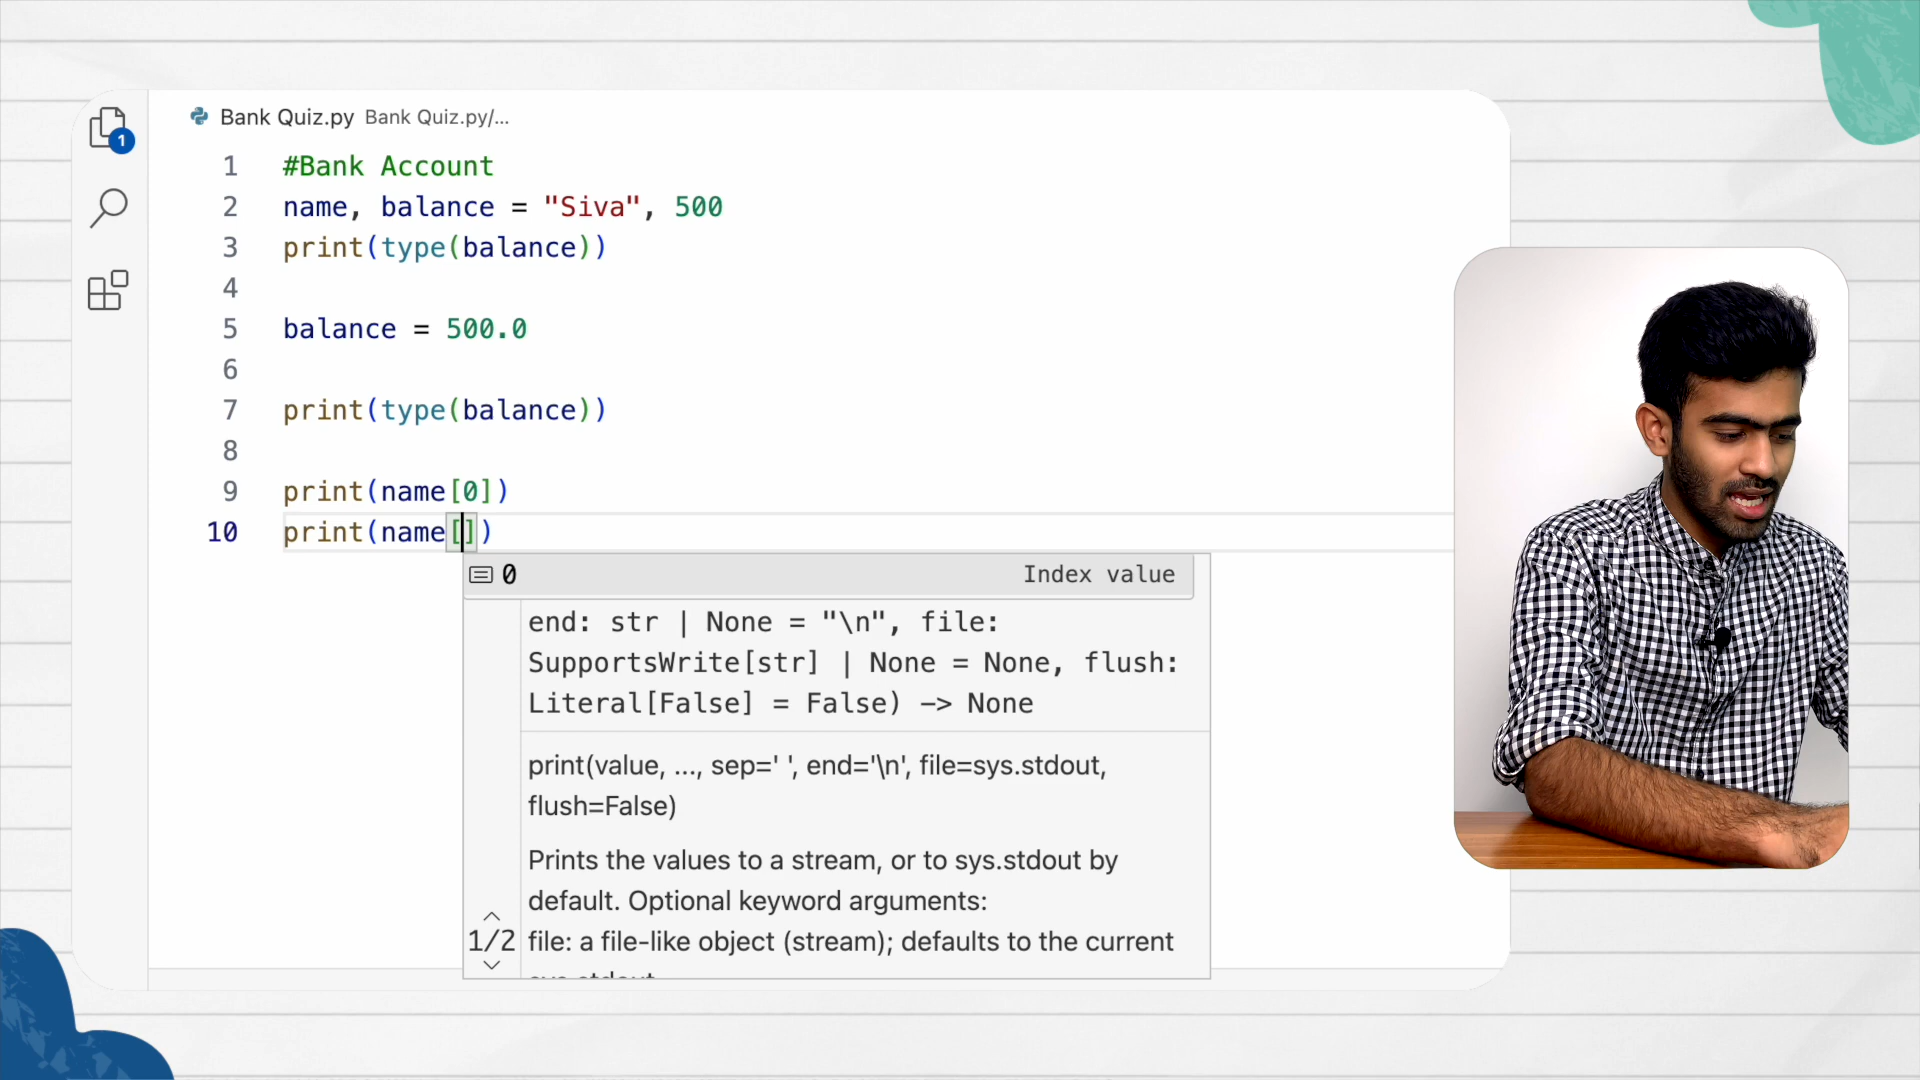 Bank Quiz.py Bank Quiz.py/...
1
1 #Bank Account
2 name, balance = "Siva", 500
3 print(type(balance))
4
5 balance = 500.0
6
7 print(type(balance))
8
9 print(name[0])
10 print(name[])
0 Index value
end: str | None = "\n", file:
SupportsWrite[str] | None = None, flush:
Literal[False] = False) -> None
print(value, ..., sep=' ', end='\n', file=sys.stdout,
flush=False)
Prints the values to a stream, or to sys.stdout by
default. Optional keyword arguments:
1/2 file: a file-like object (stream); defaults to the current
sys.stdout